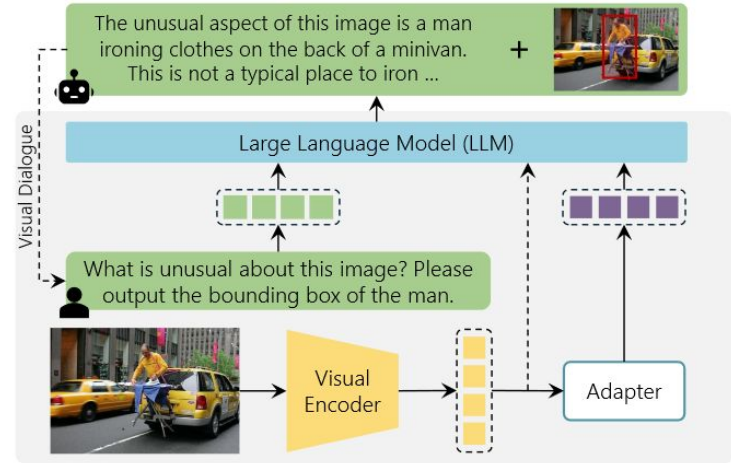 The unusual aspect of this image is a man
ironing clothes on the back of a minivan.
This is not a typical place to iron ...
+
Large Language Model (LLM)
Visual Dialogue
What is unusual about this image? Please
output the bounding box of the man.
Visual
Encoder
Adapter